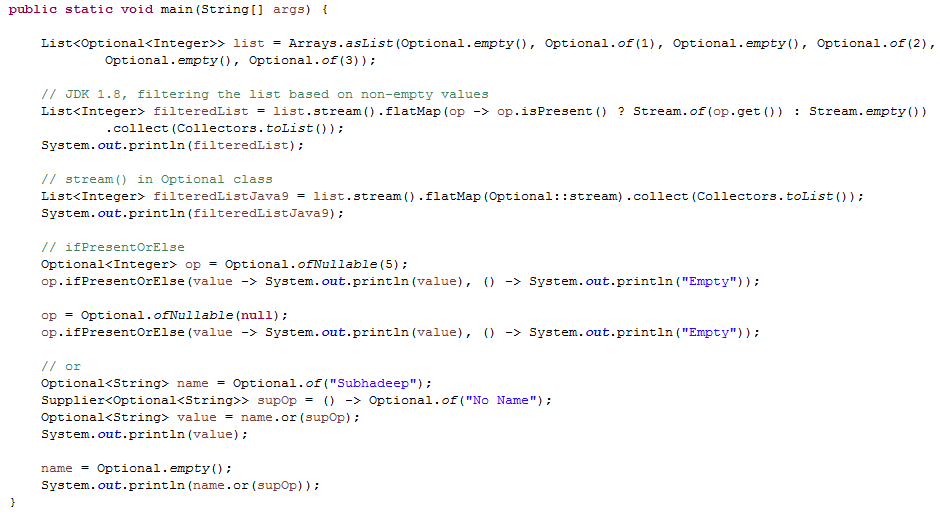 public static void main(String[] args) {
List<Optional<Integer>> list = Arrays.asList(Optional.empty(), Optional.of(1), Optional.empty(), Optional.of(2),
Optional.empty(), Optional.of(3));
// JDK 1.8, filtering the list based on non-empty values
List<Integer> filteredList = list.stream().flatMap(op -> op.isPresent() ? Stream.of(op.get()) : Stream.empty())
.collect(Collectors.toList());
System.out.println(filteredList);
// stream() in Optional class
List<Integer> filteredListJava9 = list.stream().flatMap(Optional::stream).collect(Collectors.toList());
System.out.println(filteredListJava9);
// ifPresentOrElse
Optional<Integer> op = Optional.ofNullable(5);
op.ifPresentOrElse(value -> System.out.println(value), () -> System.out.println("Empty"));
op = Optional.ofNullable(null);
op.ifPresentOrElse(value -> System.out.println(value), () -> System.out.println("Empty"));
// or
Optional<String> name = Optional.of("Subhadeep");
Supplier<Optional<String>> supOp = () -> Optional.of("No Name");
Optional<String> value = name.or(supOp);
System.out.println(value);
name = Optional.empty();
System.out.println(name.or(supOp));
}